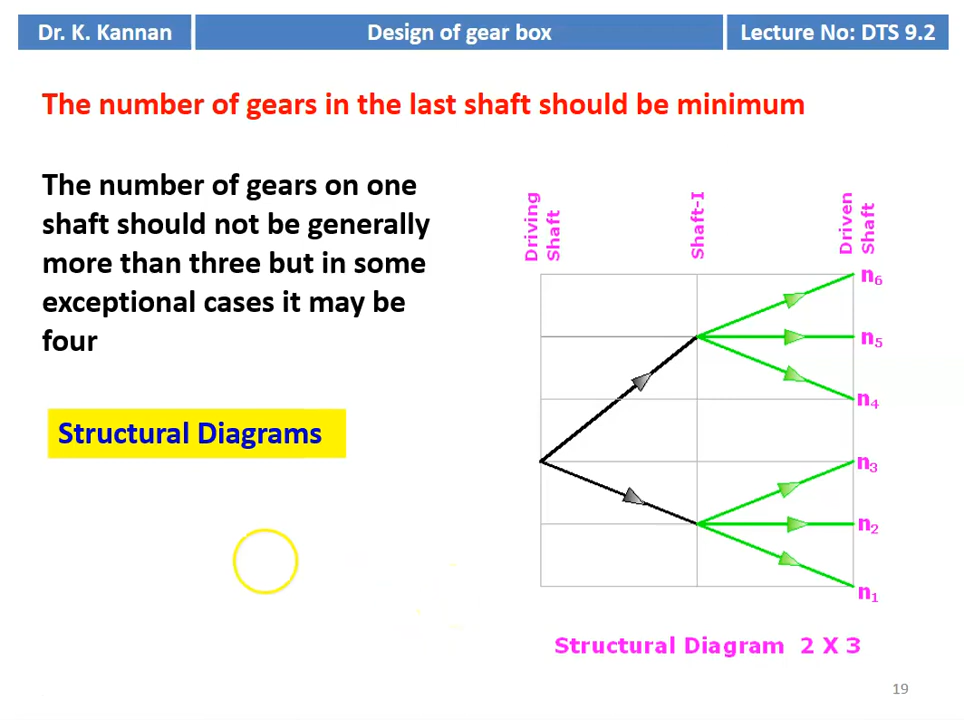 Dr. K. Kannan
Design of gear box
Lecture No: DTS 9.2
The number of gears in the last shaft should be minimum
The number of gears on one
shaft should not be generally
more than three but in some
exceptional cases it may be
four
Structural Diagrams
Driving
Shaft
Shaft-I
Driven
Shaft
n₆
n₅
n₄
n₃
n₂
n₁
Structural Diagram 2 X 3
19